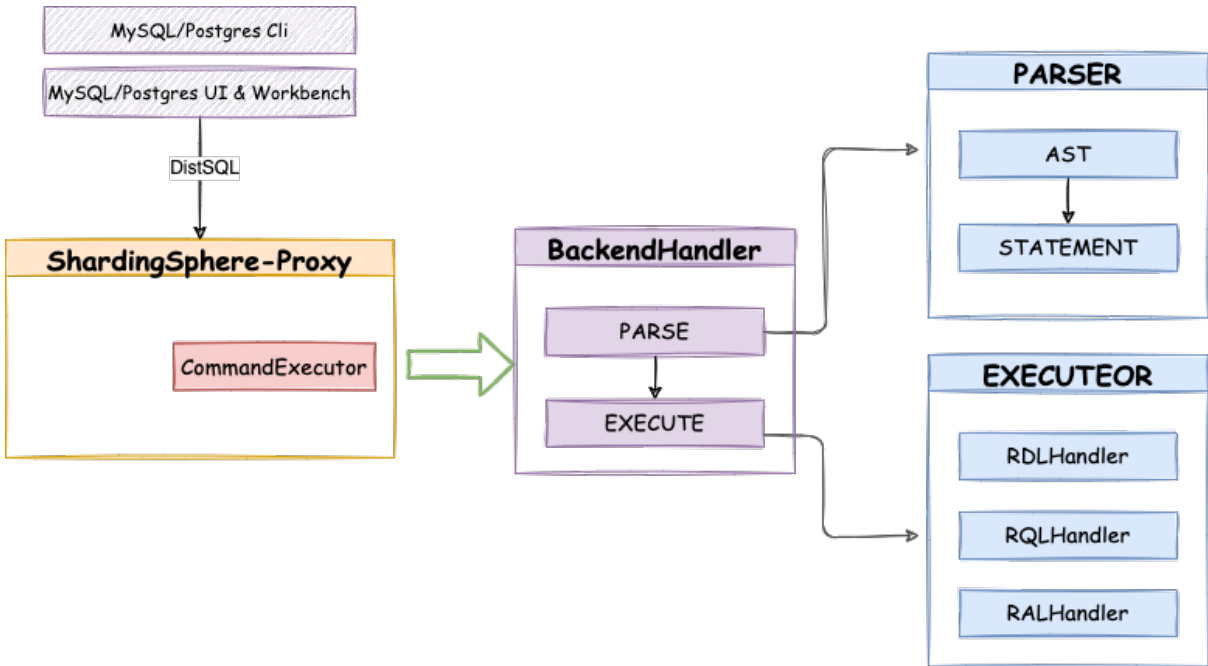 MySQL/Postgres Cli
MySQL/Postgres UI & Workbench
DistSQL
ShardingSphere-Proxy
CommandExecutor
BackendHandler
PARSE
EXECUTE
PARSER
AST
STATEMENT
EXECUTEOR
RDLHandler
RQLHandler
RALHandler